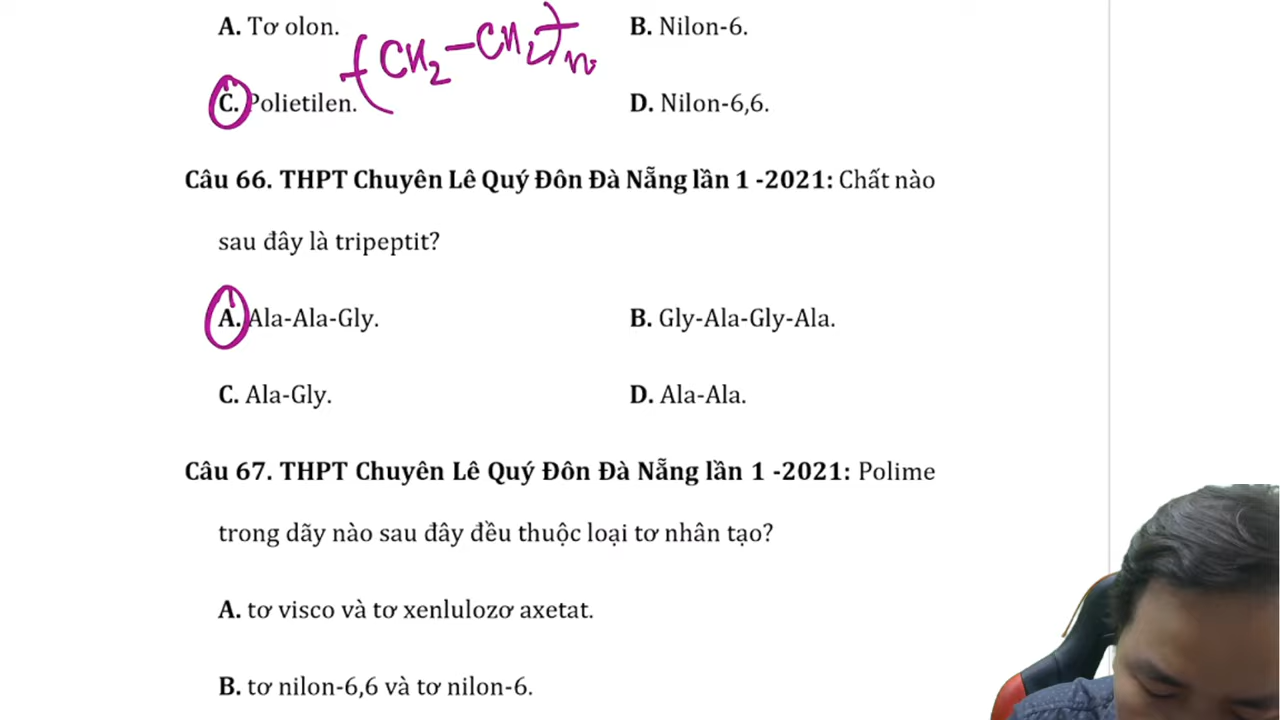 A. Tơ olon.
B. Nilon-6.
(CH2-CH2)n
C. Polietilen.
D. Nilon-6,6.
Câu 66. THPT Chuyên Lê Quý Đôn Đà Nẵng lần 1 -2021: Chất nào
sau đây là tripeptit?
A. Ala-Ala-Gly.
B. Gly-Ala-Gly-Ala.
C. Ala-Gly.
D. Ala-Ala.
Câu 67. THPT Chuyên Lê Quý Đôn Đà Nẵng lần 1 -2021: Polime
trong dãy nào sau đây đều thuộc loại tơ nhân tạo?
A. tơ visco và tơ xenlulozơ axetat.
B. tơ nilon-6,6 và tơ nilon-6.